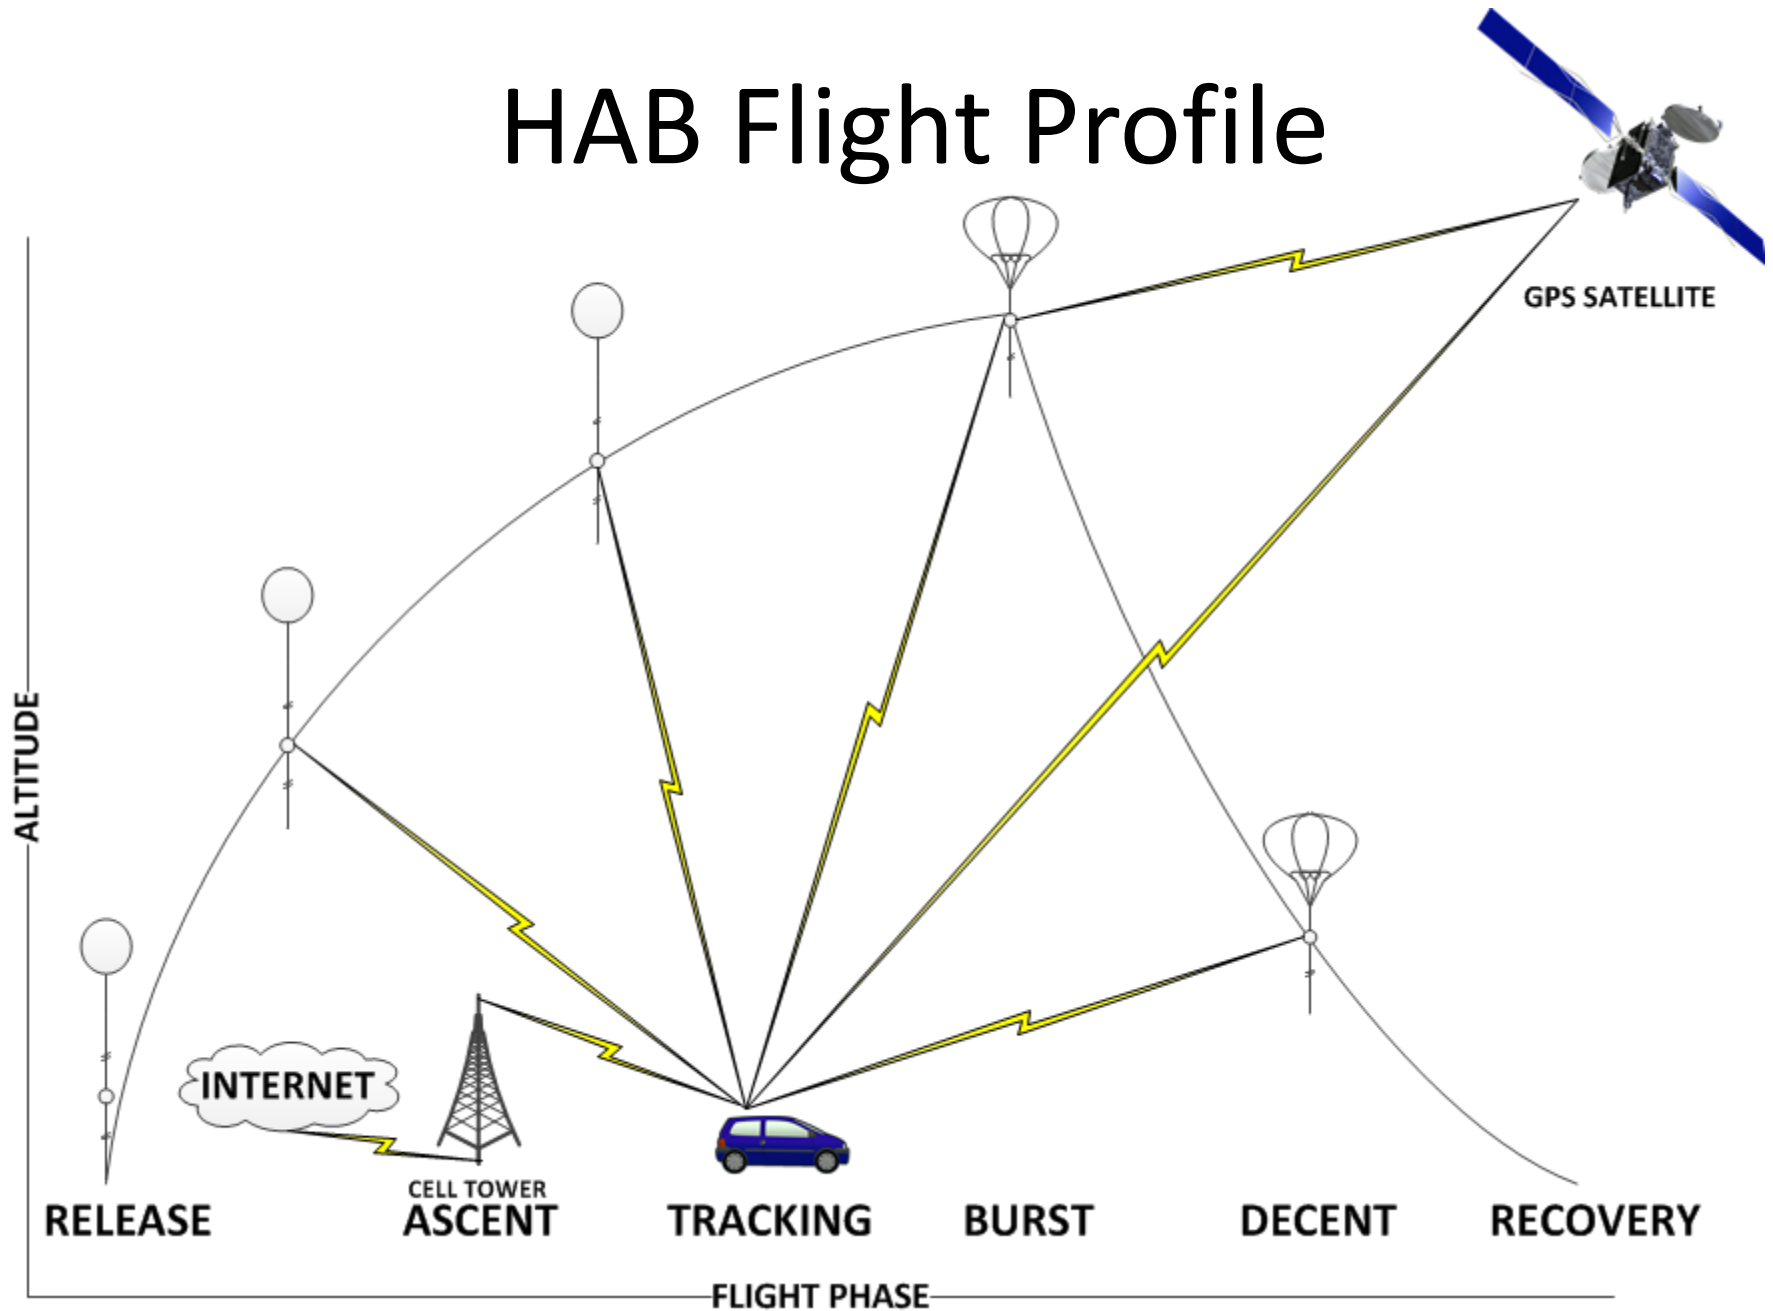 HAB Flight Profile
GPS SATELLITE
ALTITUDE
INTERNET
CELL TOWER
RELEASE
ASCENT
TRACKING
BURST
DECENT
RECOVERY
FLIGHT PHASE